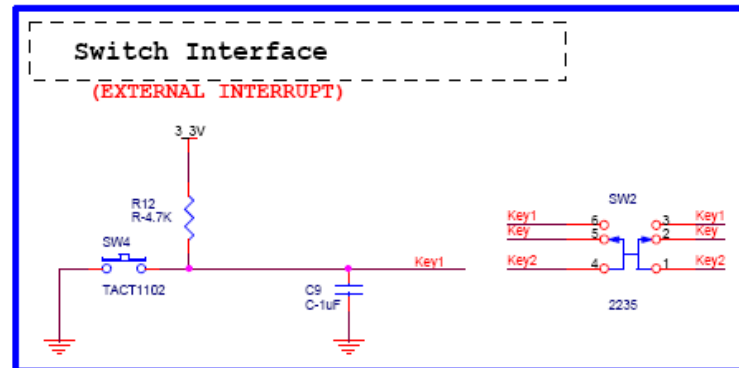 Switch Interface
(EXTERNAL INTERRUPT)
3_3V
R12
R-4.7K
SW4
TACT1102
Key1
C9
C-1uF
SW2
Key1 6 3 Key1
Key 5 2 Key
Key2 4 1 Key2
2235